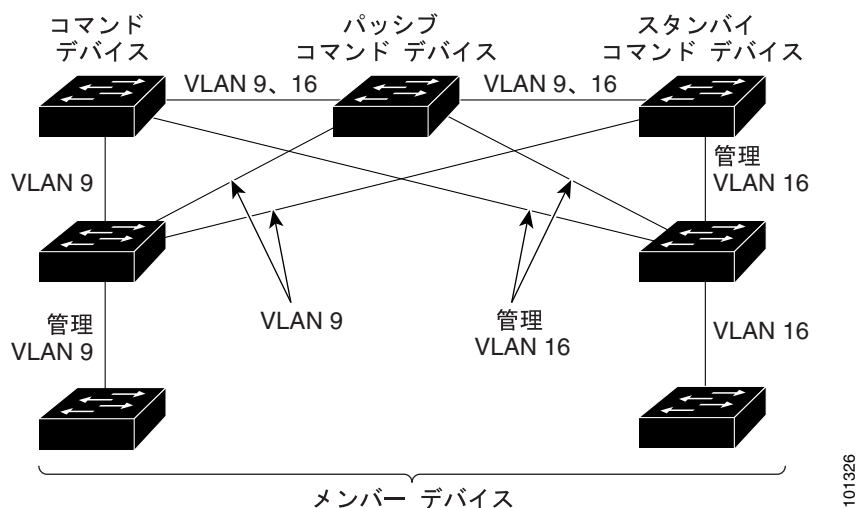 コマンド
デバイス
パッシブ
コマンド デバイス
スタンバイ
コマンド デバイス
VLAN 9、16
VLAN 9、16
VLAN 9
管理
VLAN 16
VLAN 9
管理
VLAN 16
管理
VLAN 9
VLAN 16
メンバー デバイス
101326